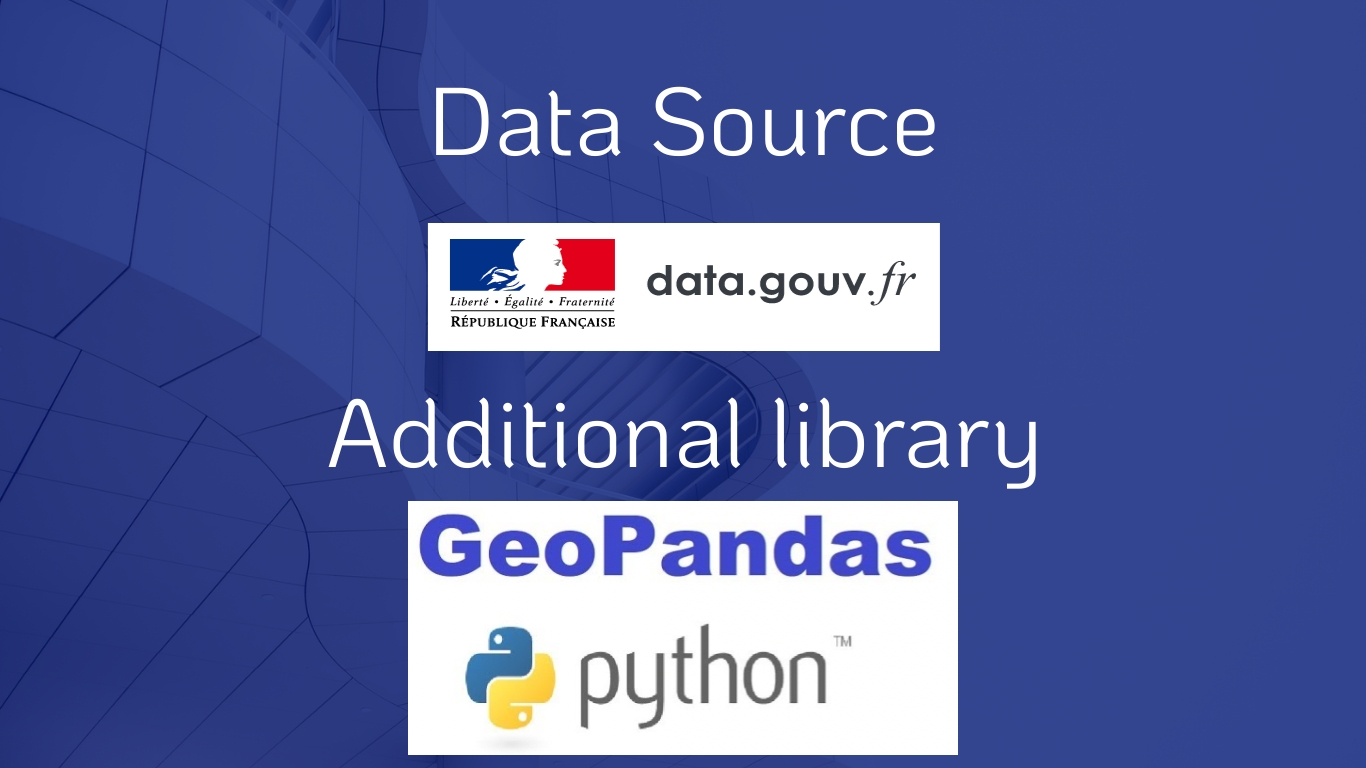 Data Source
Liberté • Égalité • Fraternité
RÉPUBLIQUE FRANÇAISE
data.gouv.fr
Additional library
GeoPandas
python™